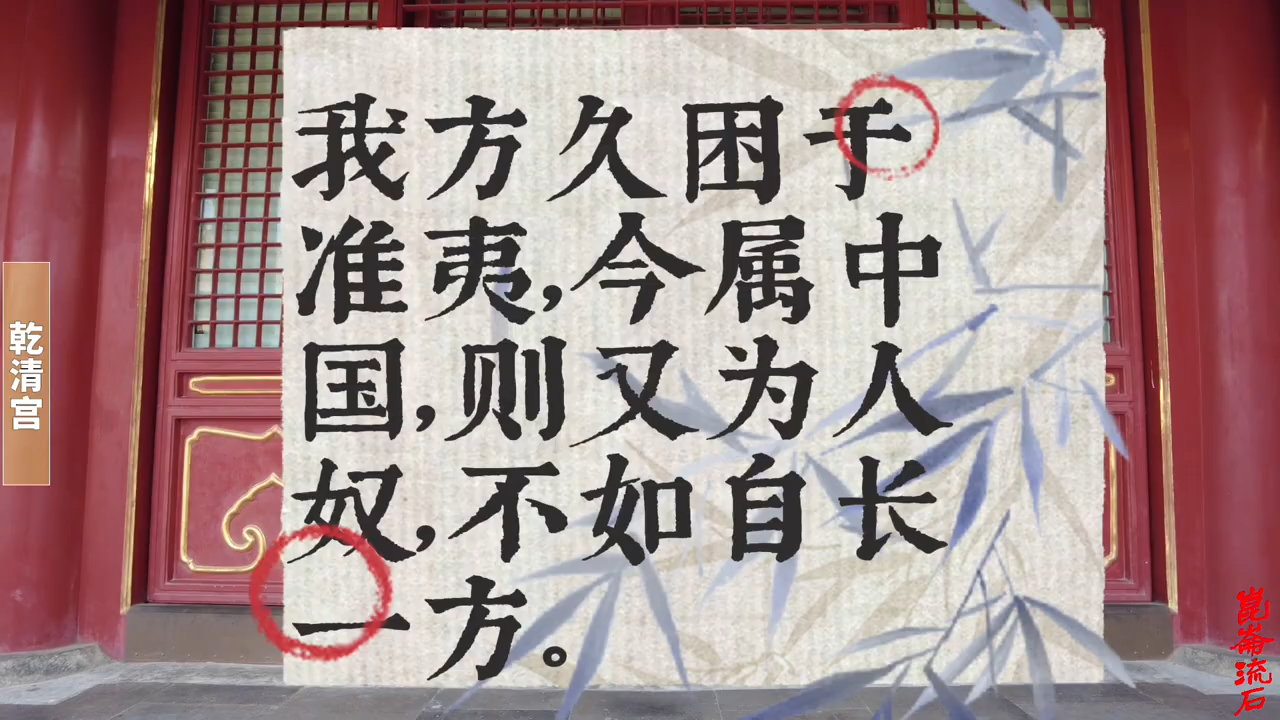 我方久困于
准夷,今属中
国,则又为人
奴,不如自长
一方。
乾清宫
崑崙流石